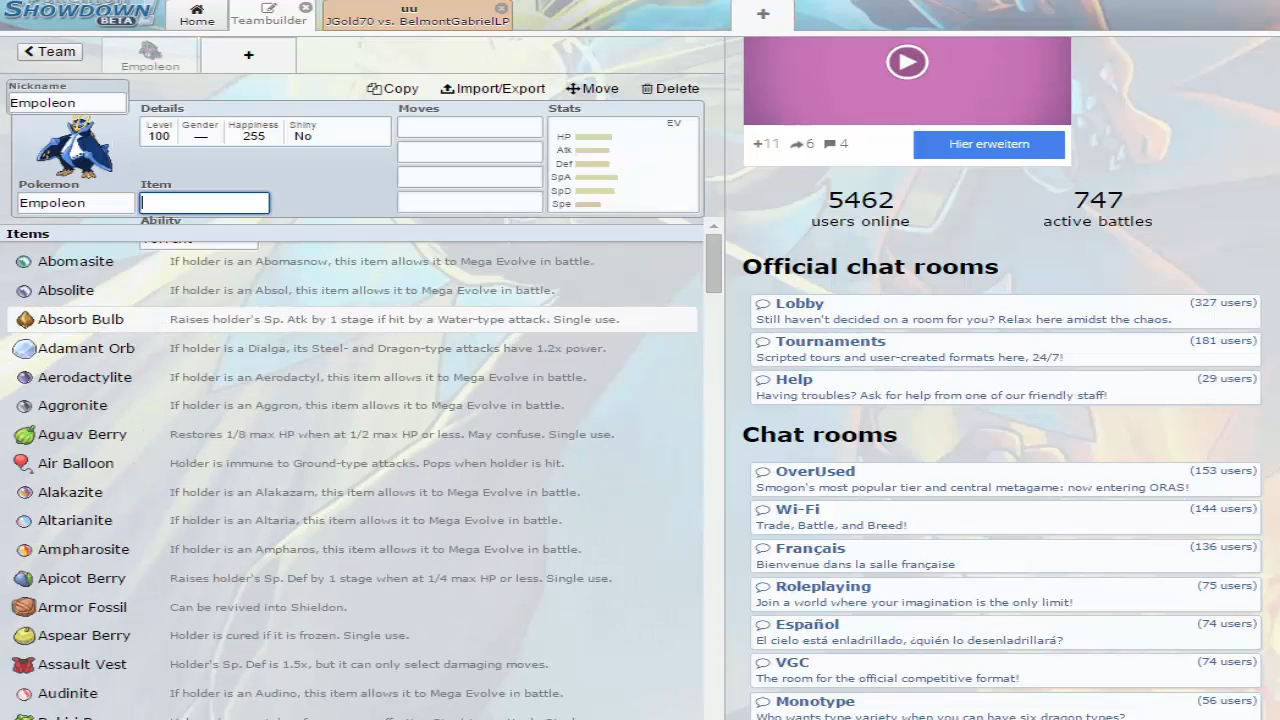 SHOWDOWN
BETA
Home
Teambuilder
uu
JGold70 vs. BelmontGabrielLP
+
Team
Empoleon
+
Nickname
Empoleon
Copy
Import/Export
Move
Delete
Details
Level Gender Happiness Shiny
100 — 255 No
Moves
Stats
EV
HP
Atk
Def
SpA
SpD
Spe
Pokemon
Empoleon
Item
Ability
Items
Abomasite If holder is an Abomasnow, this item allows it to Mega Evolve in battle.
Absolite If holder is an Absol, this item allows it to Mega Evolve in battle.
Absorb Bulb Raises holder's Sp. Atk by 1 stage if hit by a Water-type attack. Single use.
Adamant Orb If holder is a Dialga, its Steel- and Dragon-type attacks have 1.2x power.
Aerodactylite If holder is an Aerodactyl, this item allows it to Mega Evolve in battle.
Aggronite If holder is an Aggron, this item allows it to Mega Evolve in battle.
Aguav Berry Restores 1/8 max HP when at 1/2 max HP or less. May confuse. Single use.
Air Balloon Holder is immune to Ground-type attacks. Pops when holder is hit.
Alakazite If holder is an Alakazam, this item allows it to Mega Evolve in battle.
Altarianite If holder is an Altaria, this item allows it to Mega Evolve in battle.
Ampharosite If holder is an Ampharos, this item allows it to Mega Evolve in battle.
Apicot Berry Raises holder's Sp. Def by 1 stage when at 1/4 max HP or less. Single use.
Armor Fossil Can be revived into Shieldon.
Aspear Berry Holder is cured if it is frozen. Single use.
Assault Vest Holder's Sp. Def is 1.5x, but it can only select damaging moves.
Audinite If holder is an Audino, this item allows it to Mega Evolve in battle.
+11 6 4
Hier erweitern
5462 747
users online active battles
Official chat rooms
Lobby (327 users)
Still haven't decided on a room for you? Relax here amidst the chaos.
Tournaments (181 users)
Scripted tours and user-created formats here, 24/7!
Help (29 users)
Having troubles? Ask for help from one of our friendly staff!
Chat rooms
OverUsed (153 users)
Smogon's most popular tier and central metagame: now entering ORAS!
Wi-Fi (144 users)
Trade, Battle, and Breed!
Français (136 users)
Bienvenue dans la salle française
Roleplaying (75 users)
Join a world where your imagination is the only limit!
Español (74 users)
El cielo está enladrillado, ¿quién lo desenladrillará?
VGC (74 users)
The room for the official competitive format!
Monotype (56 users)
Who wants type variety when you can have six dragon types?